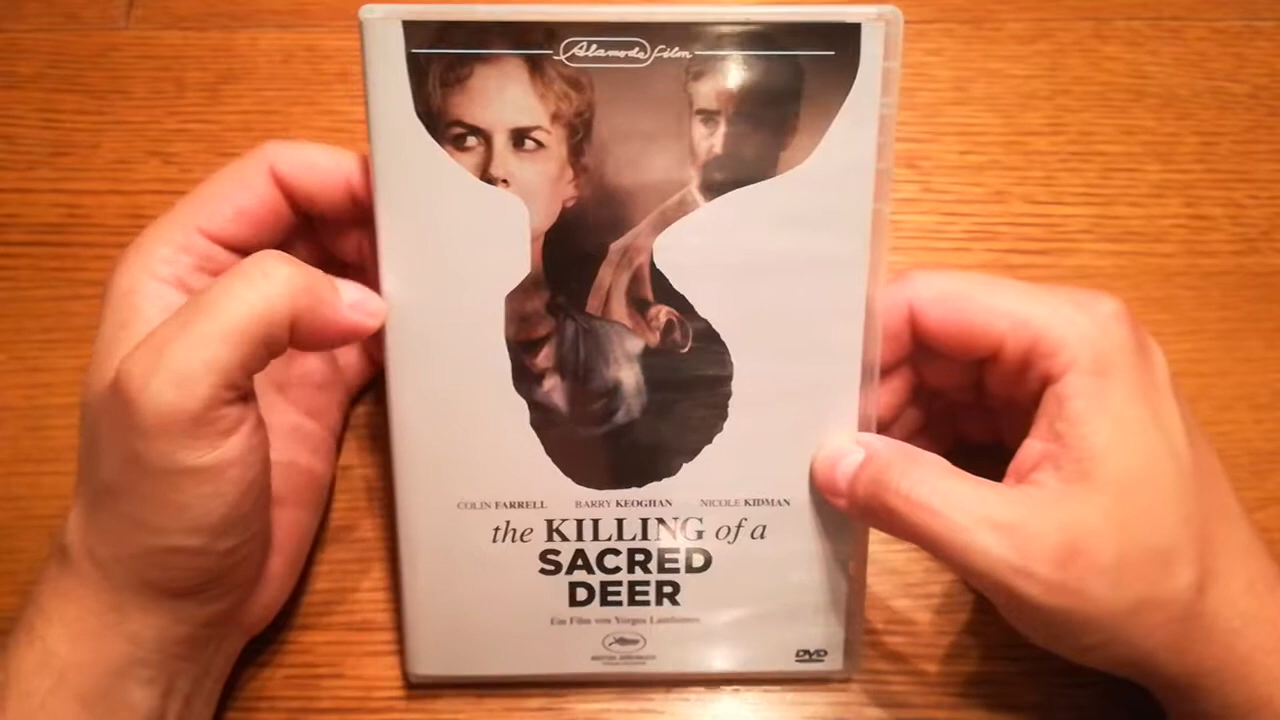 Alamode Film
COLIN FARRELL BARRY KEOGHAN NICOLE KIDMAN
the KILLING of a
SACRED
DEER
Ein Film von Yorgos Lanthimos
DVD